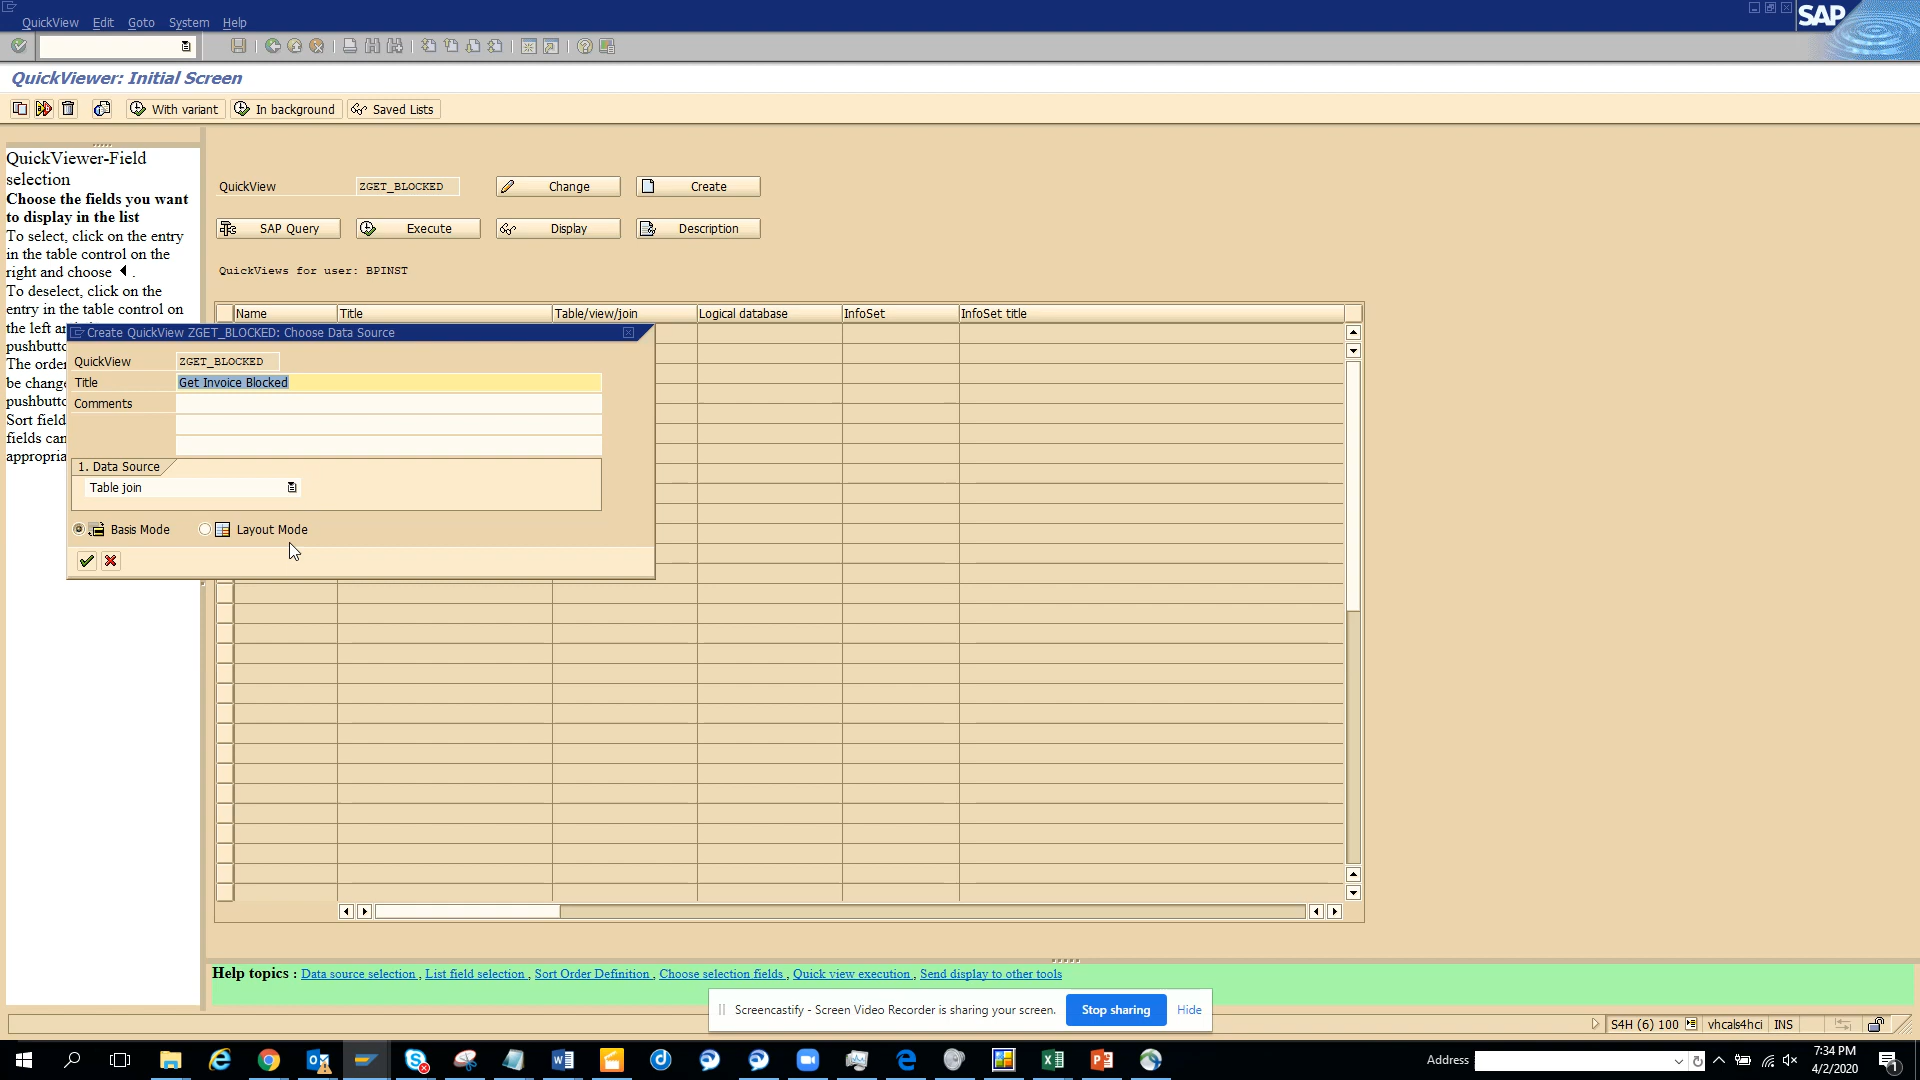 QuickView Edit Goto System Help
SAP
QuickViewer: Initial Screen
With variant In background Saved Lists
QuickViewer-Field
selection
Choose the fields you want
to display in the list
To select, click on the entry
in the table control on the
right and choose
To deselect, click on the
entry in the table control on
the left
pushbutto
The order
be change
pushbutto
Sort field
fields can
appropria
QuickView ZGET_BLOCKED Change Create
SAP Query Execute Display Description
QuickViews for user: BPINST
Name Title Table/view/join Logical database InfoSet InfoSet title
Create QuickView ZGET_BLOCKED: Choose Data Source
QuickView ZGET_BLOCKED
Title Get Invoice Blocked
Comments
1. Data Source
Table join
Basis Mode Layout Mode
Help topics : Data source selection , List field selection , Sort Order Definition , Choose selection fields , Quick view execution , Send display to other tools
Screencastify - Screen Video Recorder is sharing your screen. Stop sharing Hide
S4H (6) 100 vhcals4hci INS
Address
7:34 PM
4/2/2020
1